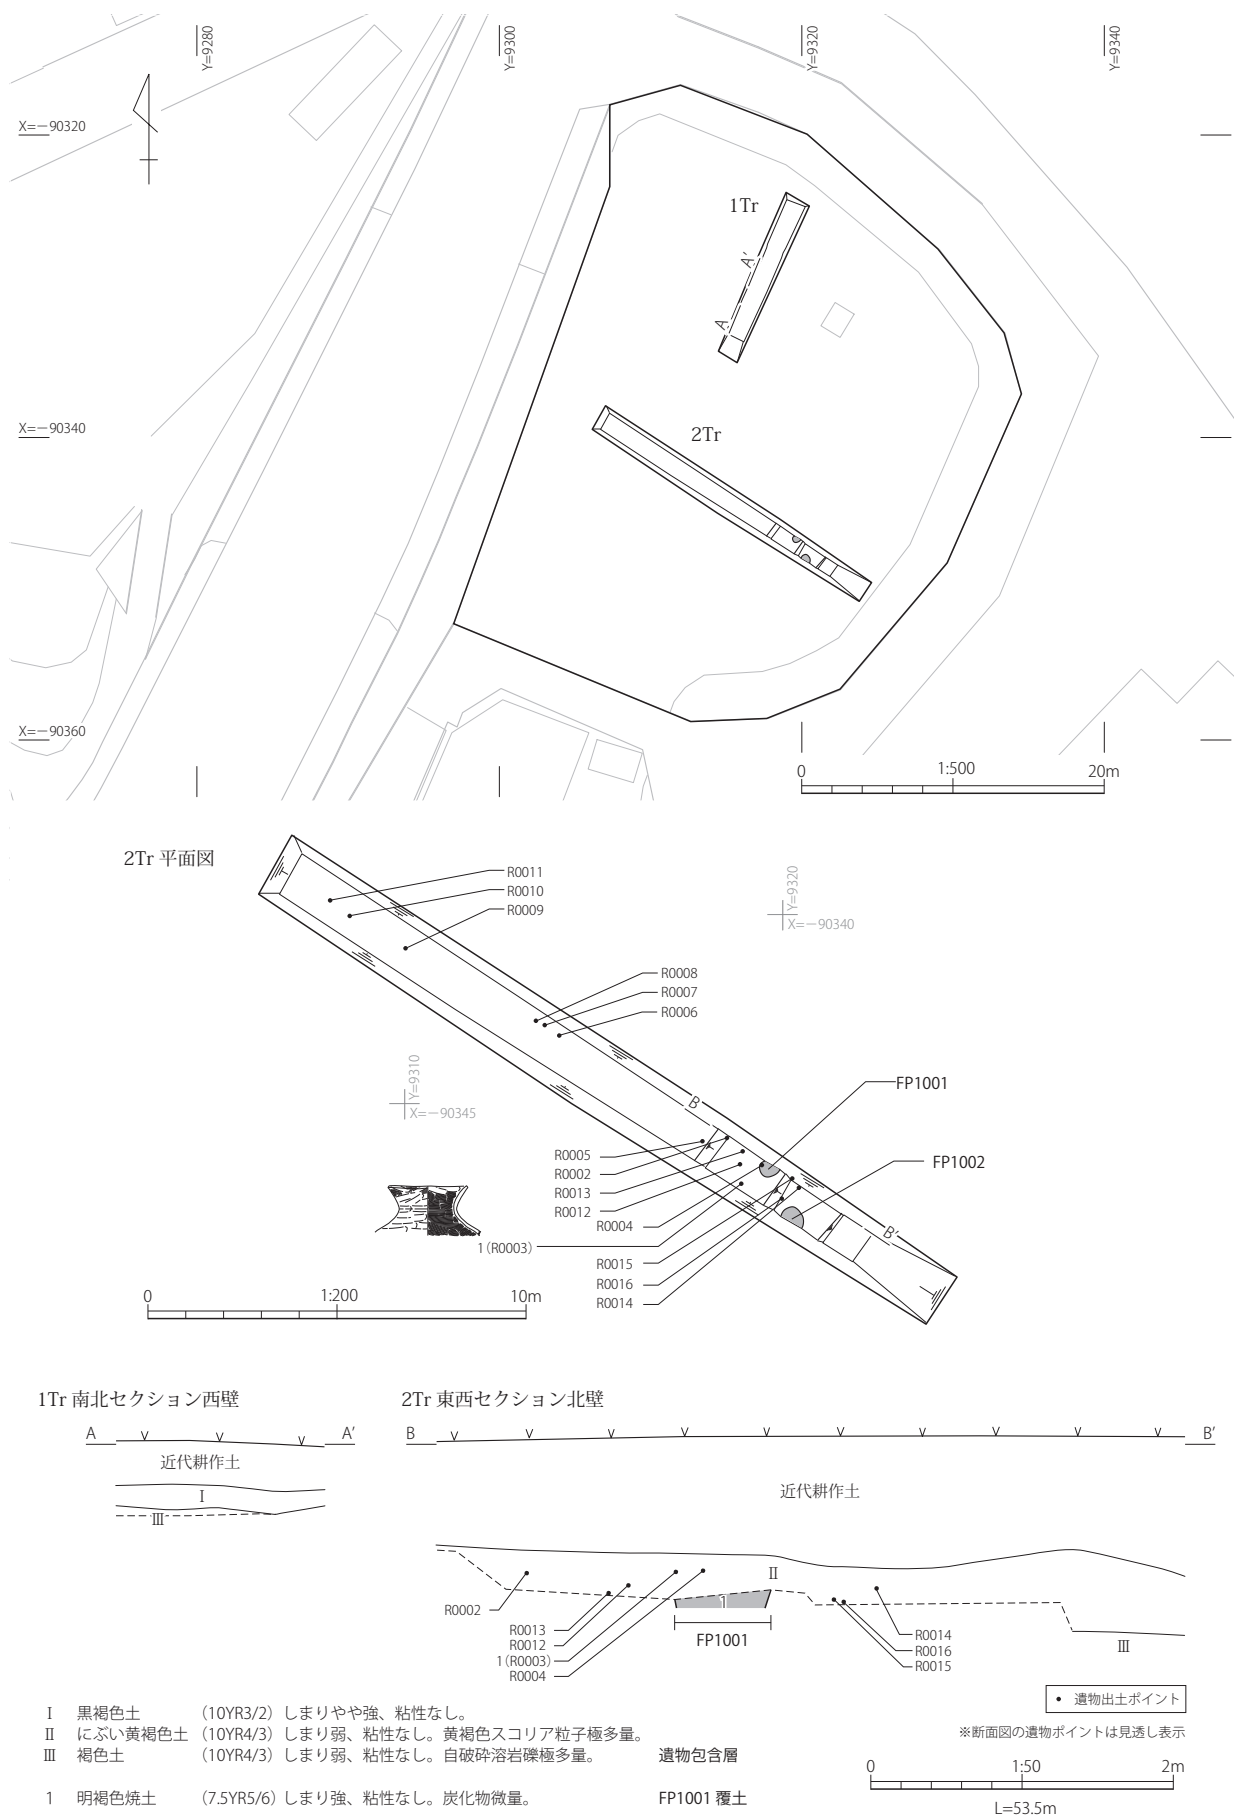 Y=9280
Y=9300
Y=9320
Y=9340
X=－90320
1Tr
A'
A
X=－90340
2Tr
X=－90360
0 1:500 20m
2Tr 平面図
R0011
R0010
R0009
Y=9320
X=－90340
R0008
R0007
R0006
Y=9310
X=－90345
B
FP1001
R0005
R0002
R0013
R0012
R0004
1(R0003)
FP1002
B'
R0015
R0016
R0014
0 1:200 10m
1Tr 南北セクション西壁
A A'
近代耕作土
I
III
2Tr 東西セクション北壁
B B'
近代耕作土
II
1
R0002
R0013
R0012
1(R0003)
R0004
FP1001
R0014
R0016
R0015
III
I 黒褐色土 (10YR3/2) しまりやや強、粘性なし。
II にぶい黄褐色土 (10YR4/3) しまり弱、粘性なし。黄褐色スコリア粒子極多量。
III 褐色土 (10YR4/3) しまり弱、粘性なし。自破砕溶岩礫極多量。 遺物包含層
1 明褐色焼土 (7.5YR5/6) しまり強、粘性なし。炭化物微量。 FP1001 覆土
• 遺物出土ポイント
※断面図の遺物ポイントは見透し表示
0 1:50 2m
L=53.5m